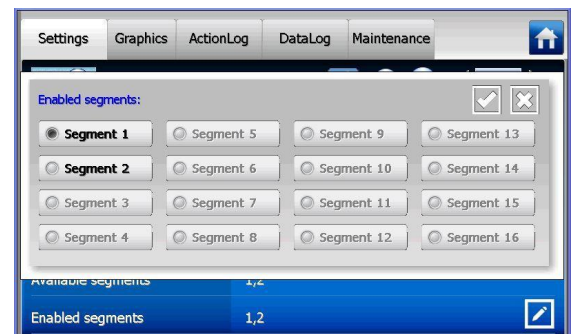 Settings Graphics ActionLog DataLog Maintenance
Enabled segments:
Segment 1 Segment 5 Segment 9 Segment 13
Segment 2 Segment 6 Segment 10 Segment 14
Segment 3 Segment 7 Segment 11 Segment 15
Segment 4 Segment 8 Segment 12 Segment 16
Available segments 1,2
Enabled segments 1,2